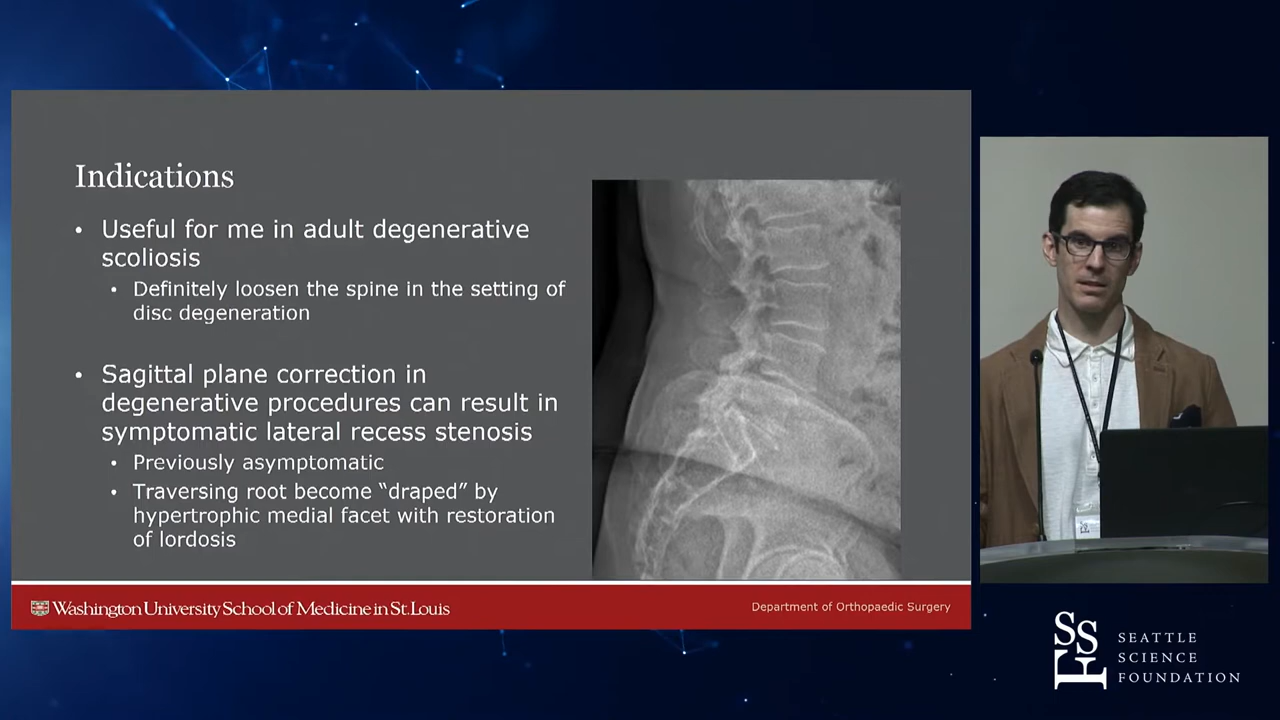 Indications
• Useful for me in adult degenerative
scoliosis
• Definitely loosen the spine in the setting of
disc degeneration
• Sagittal plane correction in
degenerative procedures can result in
symptomatic lateral recess stenosis
• Previously asymptomatic
• Traversing root become “draped” by
hypertrophic medial facet with restoration
of lordosis
Washington University School of Medicine in St. Louis
Department of Orthopaedic Surgery
SSF
SEATTLE
SCIENCE
FOUNDATION